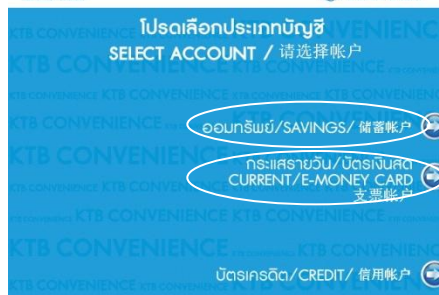 โปรดเลือกประเภทบัญชี
SELECT ACCOUNT / 请选择帐户
ออมทรัพย์/SAVINGS/ 储蓄帐户
กระแสรายวัน/บัตรเงินสด
CURRENT/E-MONEY CARD
支票帐户
บัตรเครดิต/CREDIT/ 信用帐户
KTB CONVENIENCE